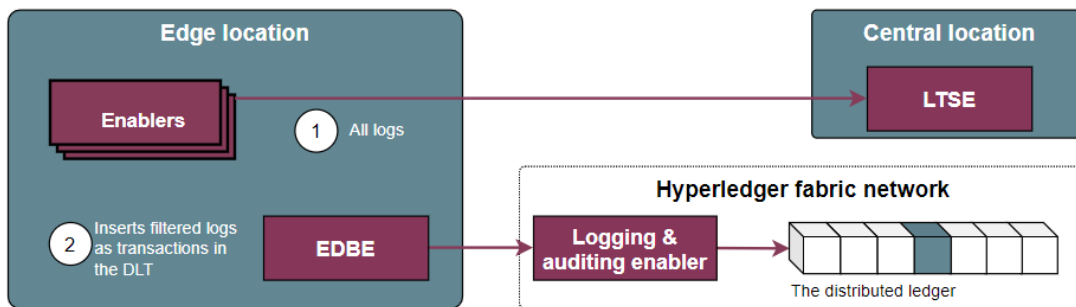 Edge location
Central location
Enablers
LTSE
1
All logs
Hyperledger fabric network
2
Inserts filtered logs
as transactions in
the DLT
EDBE
Logging &
auditing enabler
The distributed ledger